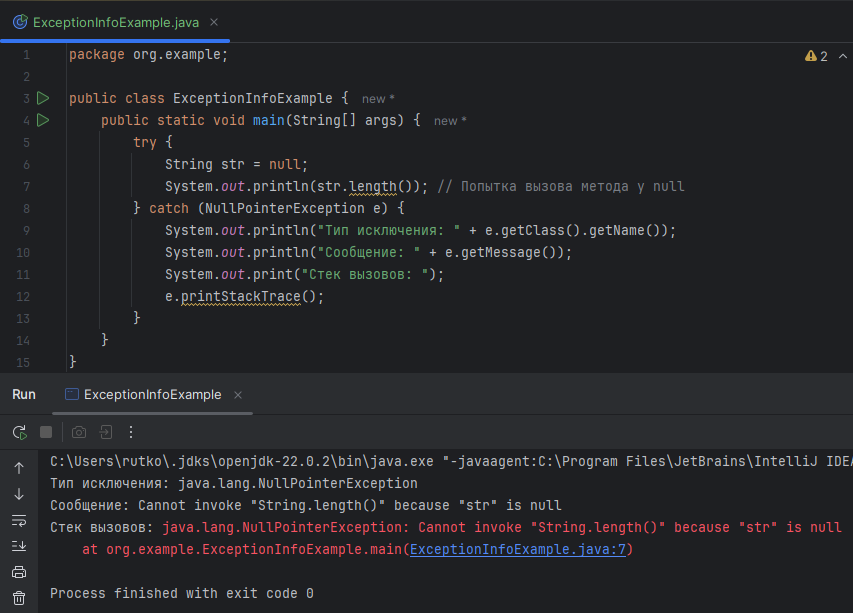 ExceptionInfoExample.java
1 package org.example;
2
3 public class ExceptionInfoExample { new *
4 public static void main(String[] args) { new *
5 try {
6 String str = null;
7 System.out.println(str.length()); // Попытка вызова метода у null
8 } catch (NullPointerException e) {
9 System.out.println("Тип исключения: " + e.getClass().getName());
10 System.out.println("Сообщение: " + e.getMessage());
11 System.out.print("Стек вызовов: ");
12 e.printStackTrace();
13 }
14 }
15 }
2
Run ExceptionInfoExample
C:\Users\rutko\.jdks\openjdk-22.0.2\bin\java.exe "-javaagent:C:\Program Files\JetBrains\IntelliJ IDEA
Тип исключения: java.lang.NullPointerException
Сообщение: Cannot invoke "String.length()" because "str" is null
Стек вызовов: java.lang.NullPointerException: Cannot invoke "String.length()" because "str" is null
at org.example.ExceptionInfoExample.main(ExceptionInfoExample.java:7)
Process finished with exit code 0